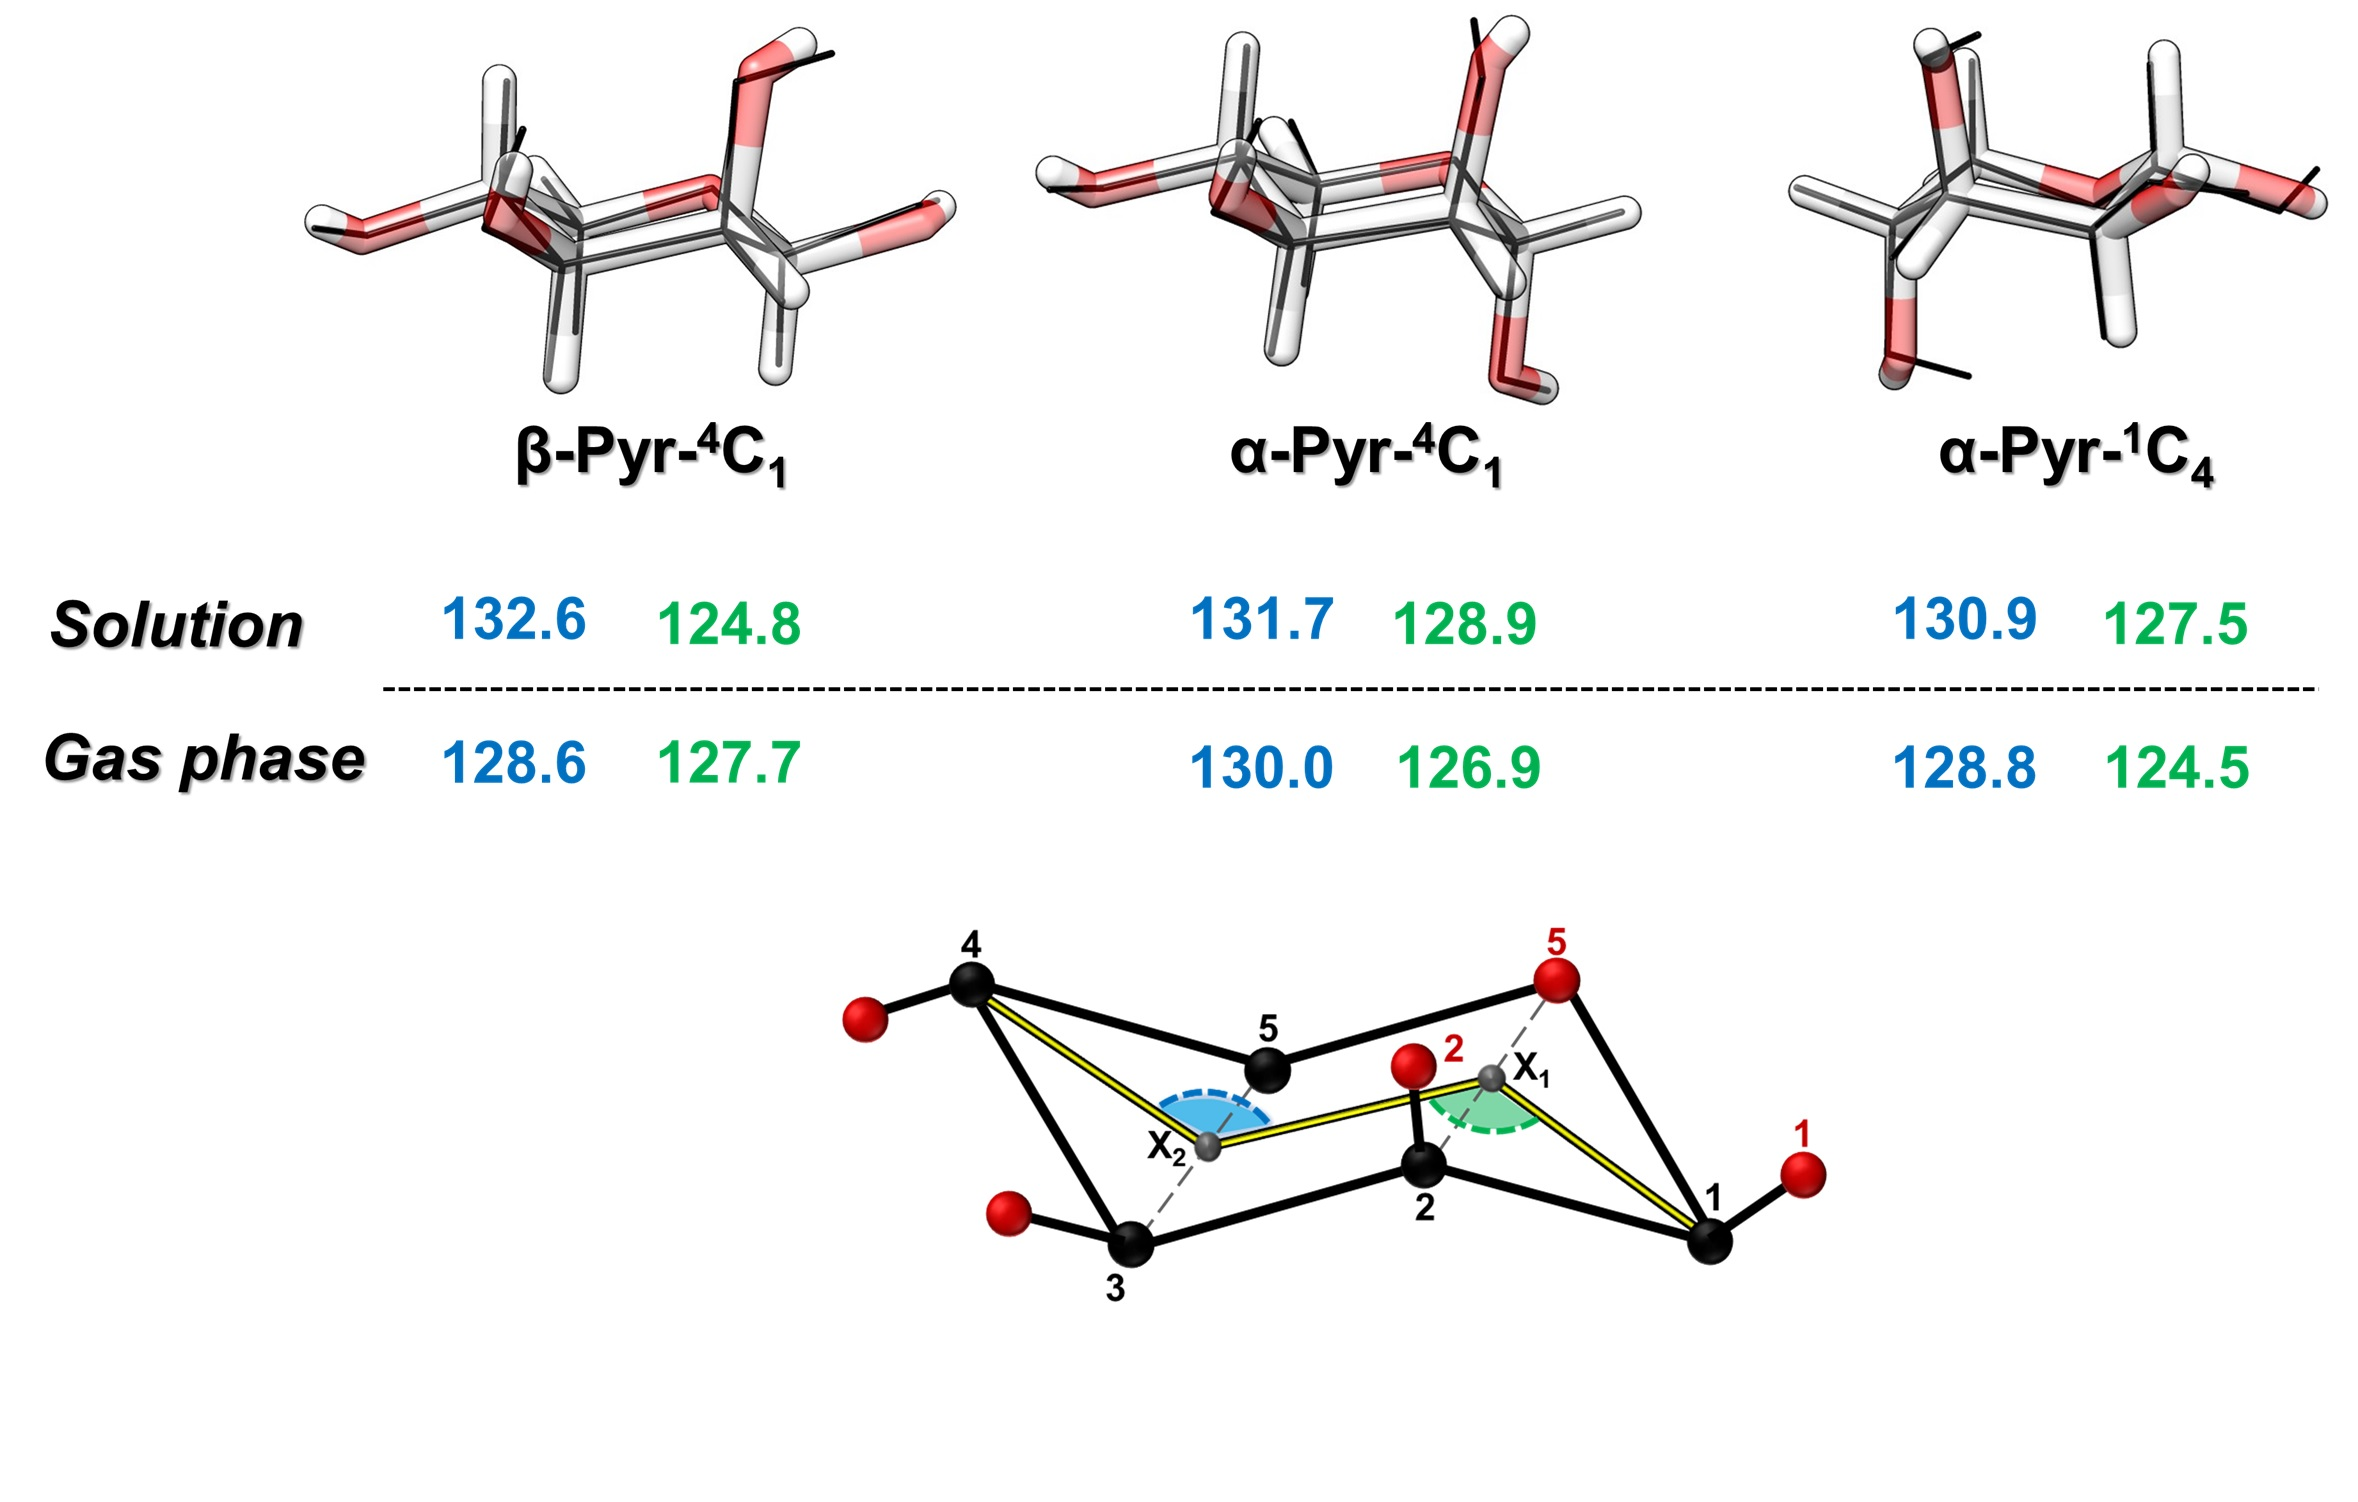 β-Pyr-⁴C₁ α-Pyr-⁴C₁ α-Pyr-¹C₄
Solution 132.6 124.8 131.7 128.9 130.9 127.5
Gas phase 128.6 127.7 130.0 126.9 128.8 124.5
4 5
5 2 X₁
X₂ 1
2 1
3